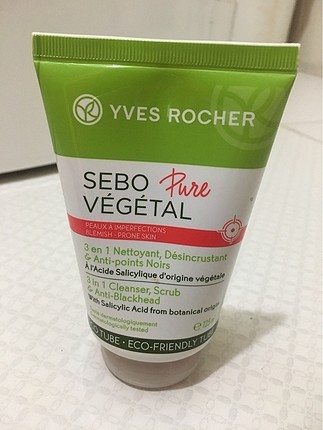 YVES ROCHER
SEBO Pure
VÉGÉTAL
PEAUX À IMPERFECTIONS
BLEMISH - PRONE SKIN
3 en 1 Nettoyant, Désincrustant
& Anti-points Noirs
À l'Acide Salicylique d'origine végétale
3 in 1 Cleanser, Scrub
& Anti-Blackhead
With Salicylic Acid from botanical origin
dermatologiquement
tested
TUBE • ECO-FRIENDLY